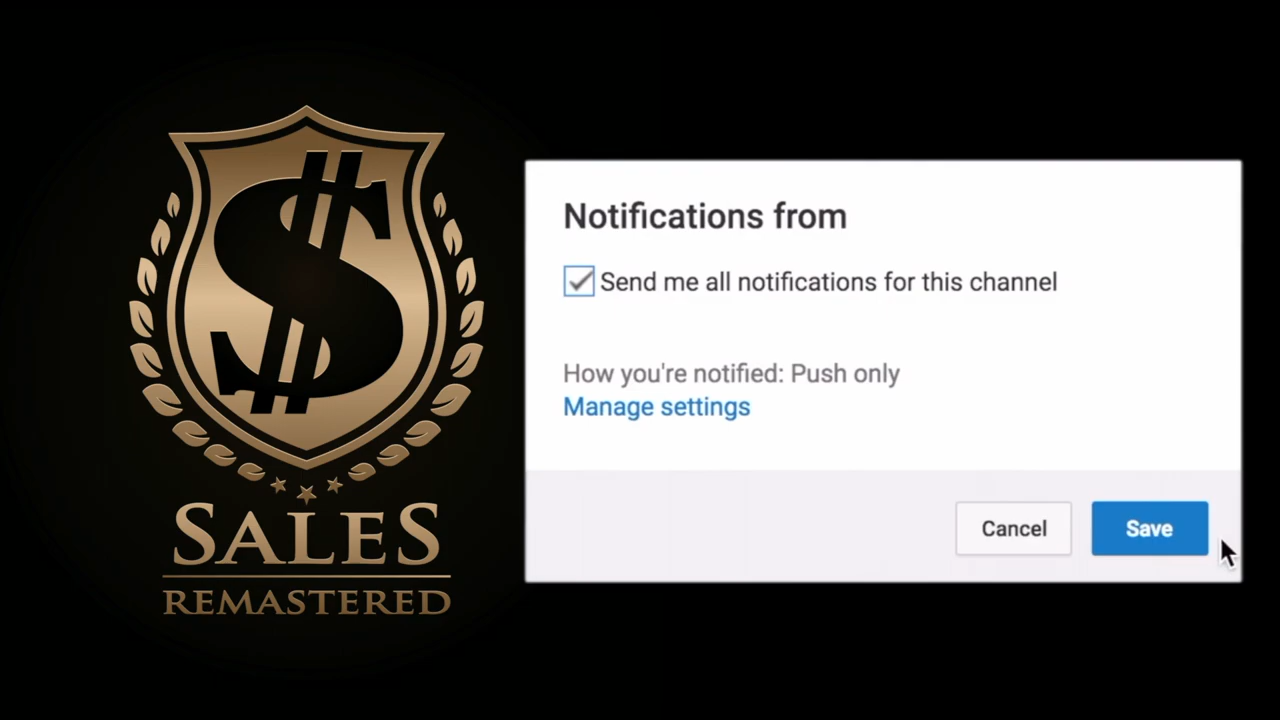 SALES
REMASTERED
Notifications from
Send me all notifications for this channel
How you're notified: Push only
Manage settings
Cancel
Save